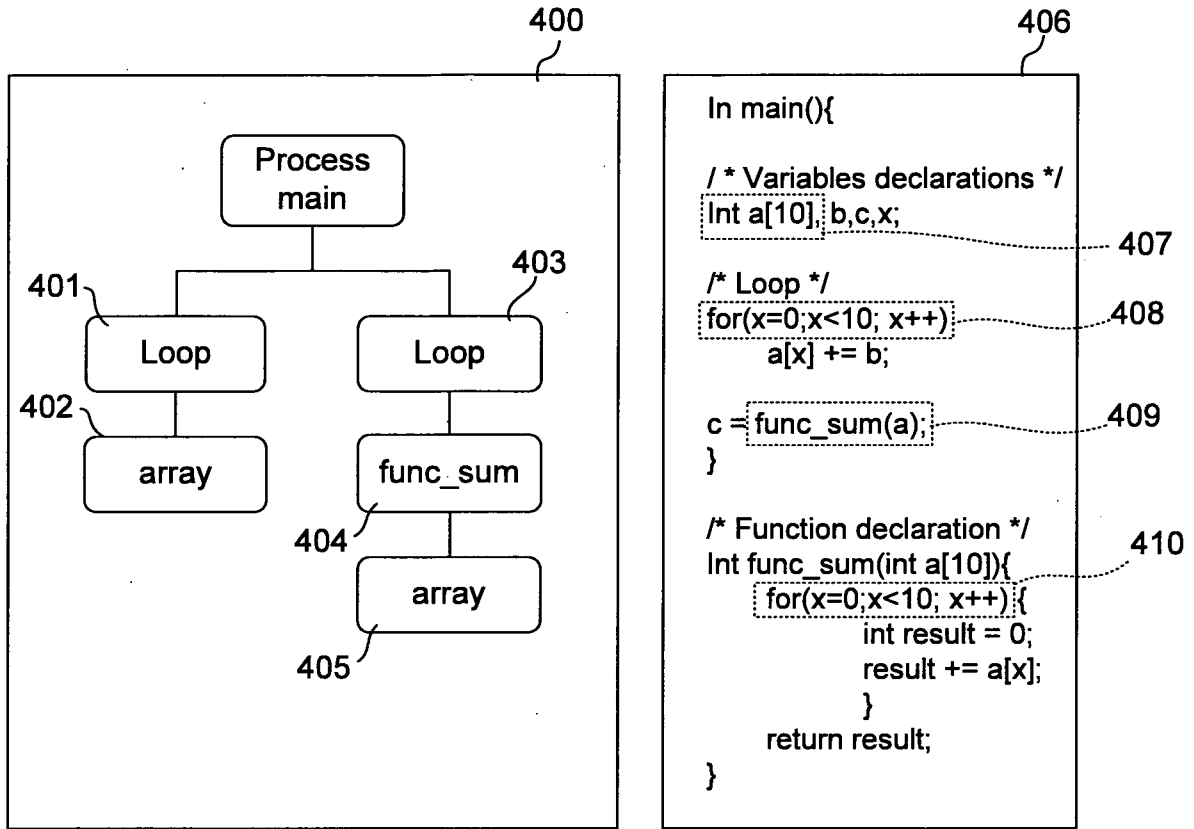 400
Process
main
401
403
Loop
Loop
402
array
func_sum
404
array
405
406
In main(){
/ * Variables declarations */
Int a[10], b,c,x;
407
/* Loop */
for(x=0;x<10; x++)
408
a[x] += b;
c = func_sum(a);
409
}
/* Function declaration */
410
Int func_sum(int a[10]){
for(x=0;x<10; x++) {
int result = 0;
result += a[x];
}
return result;
}